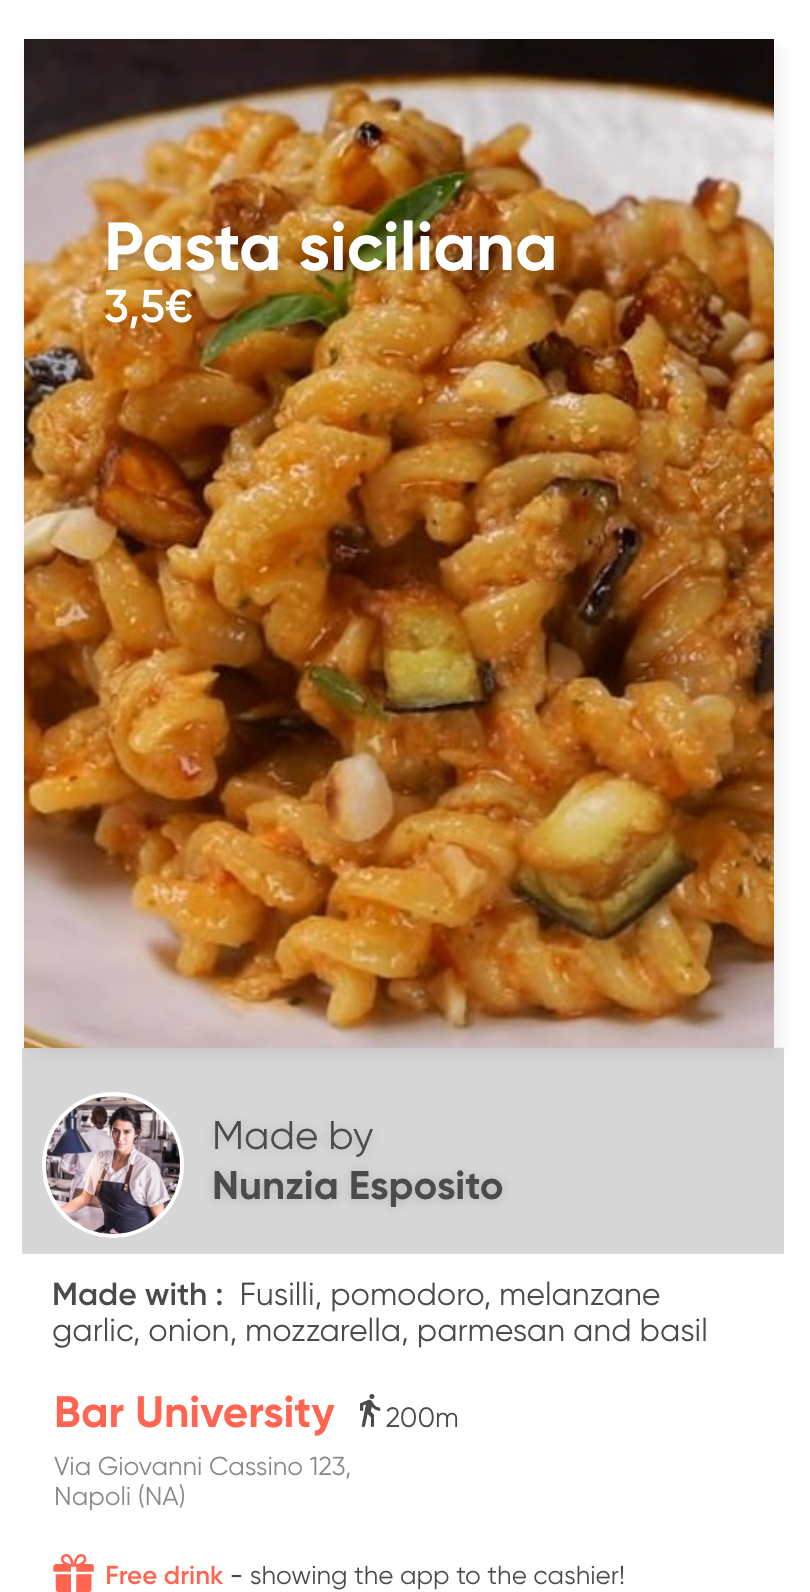 Pasta siciliana
3,5€
Made by
Nunzia Esposito
Made with :  Fusilli, pomodoro, melanzane
garlic, onion, mozzarella, parmesan and basil
Bar University 200m
Via Giovanni Cassino 123,
Napoli (NA)
Free drink - showing the app to the cashier!